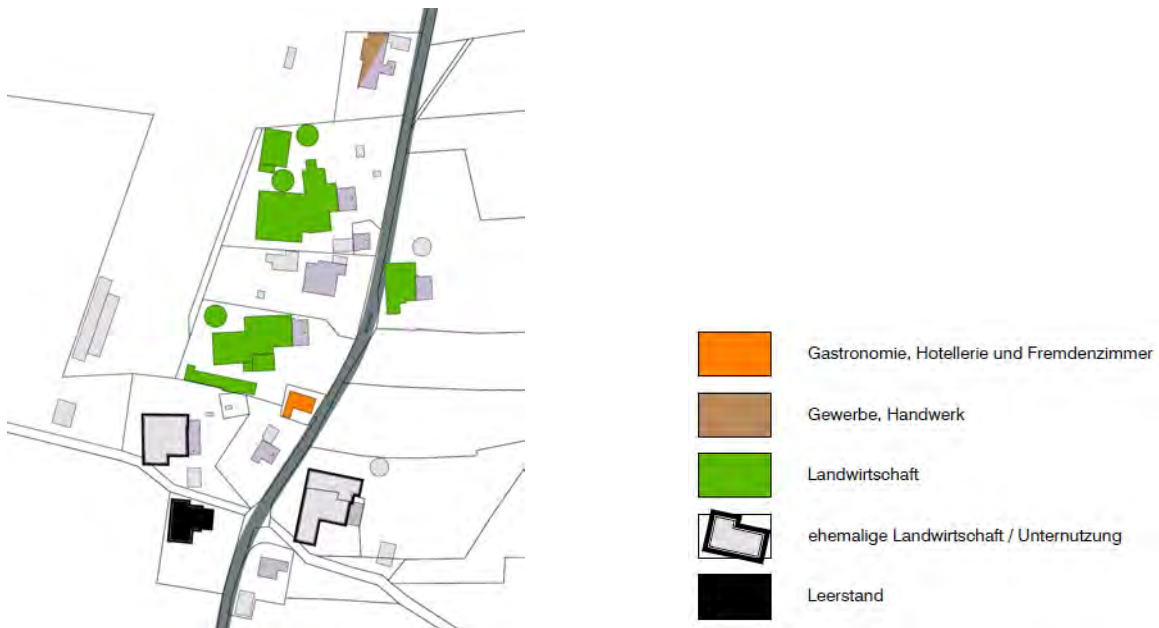 Gastronomie, Hotellerie und Fremdenzimmer
Gewerbe, Handwerk
Landwirtschaft
ehemalige Landwirtschaft / Unternutzung
Leerstand